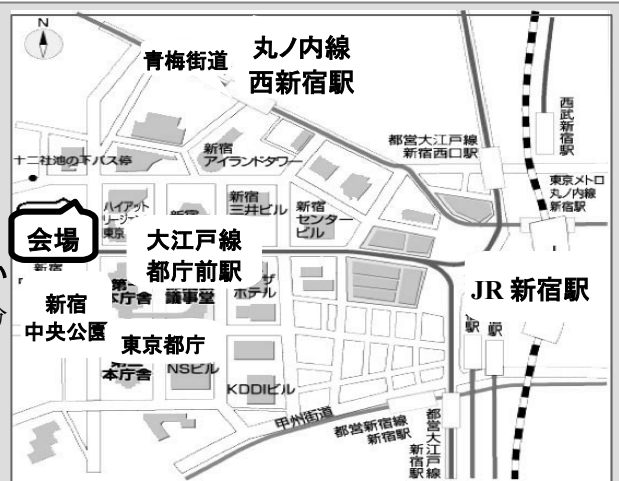 N
青梅街道
丸ノ内線
西新宿駅
西武新宿駅
都営大江戸線
新宿西口駅
十二社池の下バス停
新宿
アイランドタワー
東京メトロ
丸ノ内線
新宿駅
ハイアット
東京
新宿
三井ビル
新宿
センター
ビル
会場
大江戸線
都庁前駅
JR 新宿駅
本庁舎
議事堂
ホテル
新宿
中央公園
東京都庁
本庁舎
NSビル
KDDIビル
甲州街道
都営新宿線
新宿駅
都営大江戸線
新宿駅